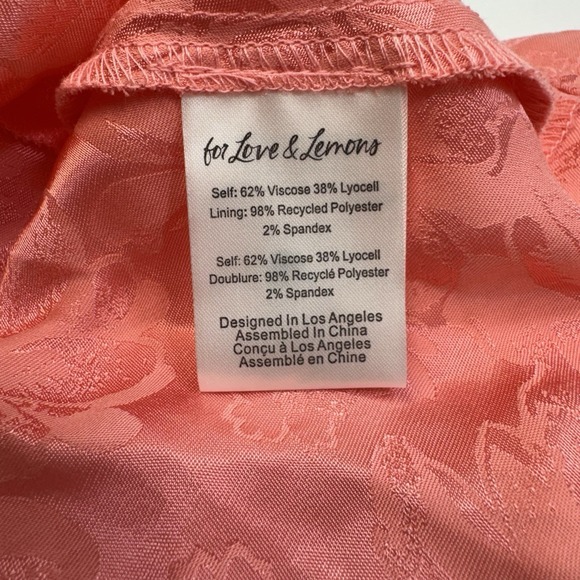 for Love & Lemons
Self: 62% Viscose 38% Lyocell
Lining: 98% Recycled Polyester
2% Spandex
Self: 62% Viscose 38% Lyocell
Doublure: 98% Recyclé Polyester
2% Spandex
Designed In Los Angeles
Assembled In China
Conçu à Los Angeles
Assemblé en Chine